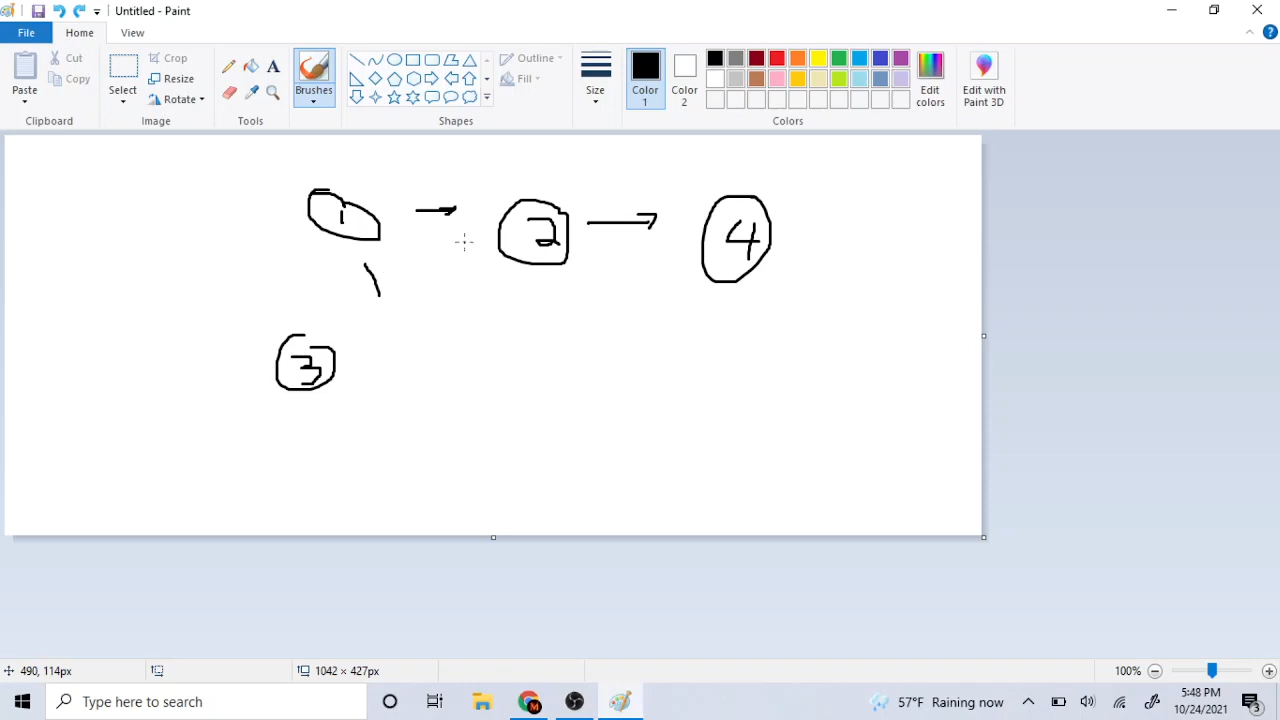 Untitled - Paint
File Home View
Paste Cut Copy Clipboard
Select Crop Resize Rotate Image
A Tools
Brushes
Outline Fill Shapes
Size
Color 1 Color 2 Edit colors Colors
Edit with Paint 3D
1 2 4
3
490, 114px 1042 × 427px 100%
Type here to search M 57°F Raining now 5:48 PM 10/24/2021 3